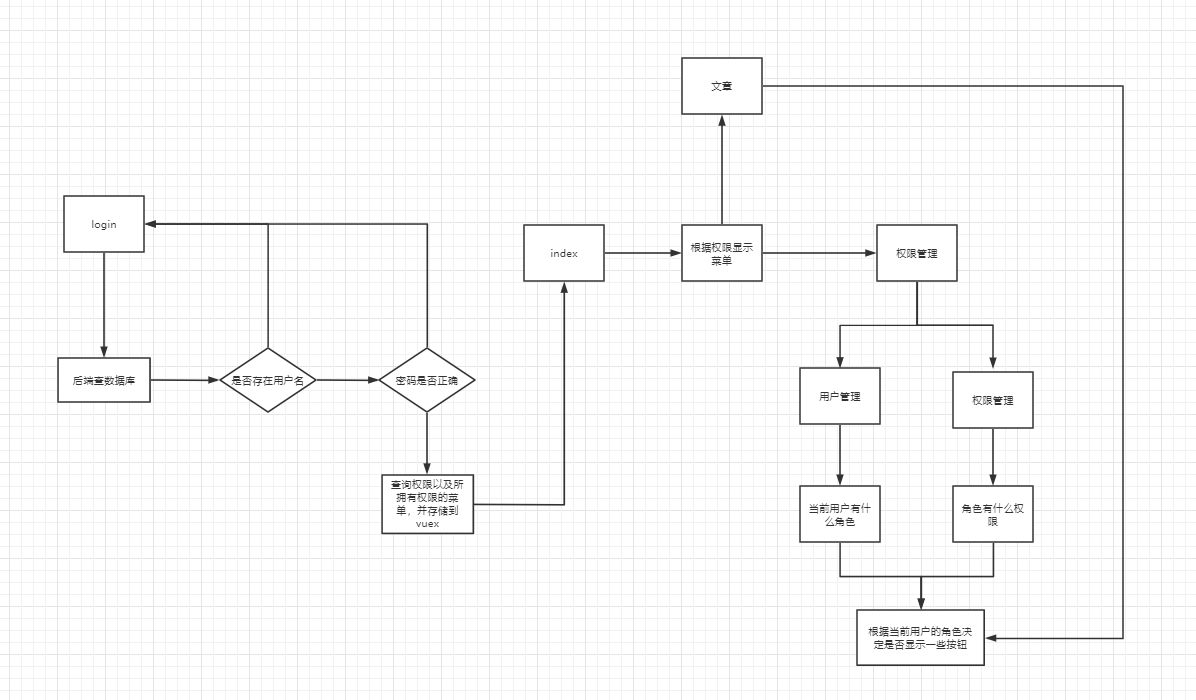 文章
login
index
根据权限显示
菜单
权限管理
后端查数据库
是否存在用户名
密码是否正确
用户管理
权限管理
查询权限以及所
拥有权限的菜
单，并存储到
vuex
当前用户有什
么角色
角色有什么权
限
根据当前用户的角色决
定是否显示一些按钮